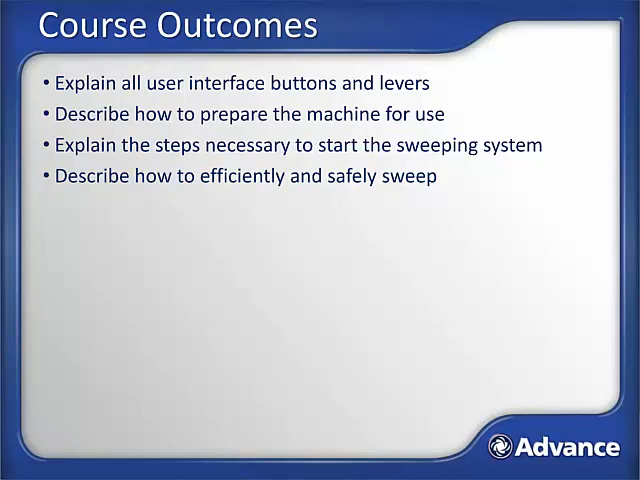 Course Outcomes
• Explain all user interface buttons and levers
• Describe how to prepare the machine for use
• Explain the steps necessary to start the sweeping system
• Describe how to efficiently and safely sweep
Advance